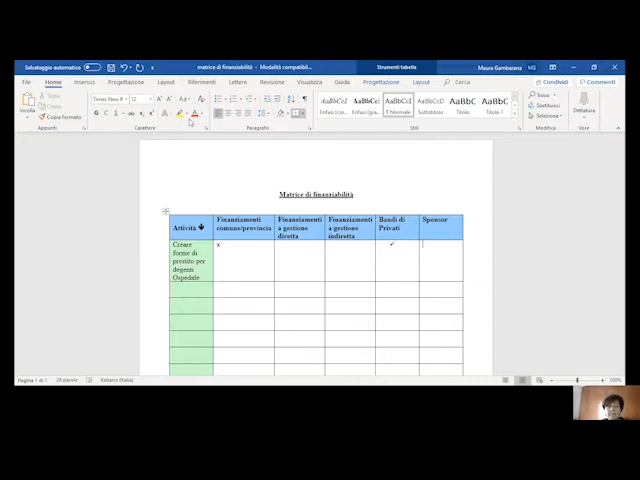 Salvataggio automatico
matrice di finanziabilità - Modalità compatibil...
Strumenti tabella
Maura Gambarana
MG
File Home Inserisci Progettazione Layout Riferimenti Lettere Revisione Visualizza Guida Progettazione Layout Cerca
Condividi
Commenti
Incolla
Taglia
Copia
Copia formato
Appunti
Times New R 12
G C S
Carattere
Paragrafo
AaBbCcI AaBbCcI AaBbCcI AaBbCcD AaBbC AaBbC
Enfasi (cor... Enfasi (gra... T Normale Titolo 1
Stili
Trova
Sostituisci
Seleziona
Modifica
Dettatura
Voce
Matrice di finanziabilità
Attività
Finanziamenti comune/provincia
Finanziamenti a gestione diretta
Finanziamenti a gestione indiretta
Bandi di Privati
Sponsor
Creare
forme di
prestito per
degenti
Ospedale
x
✓
Pagina 1 di 1 28 parole Italiano (Italia)
100%